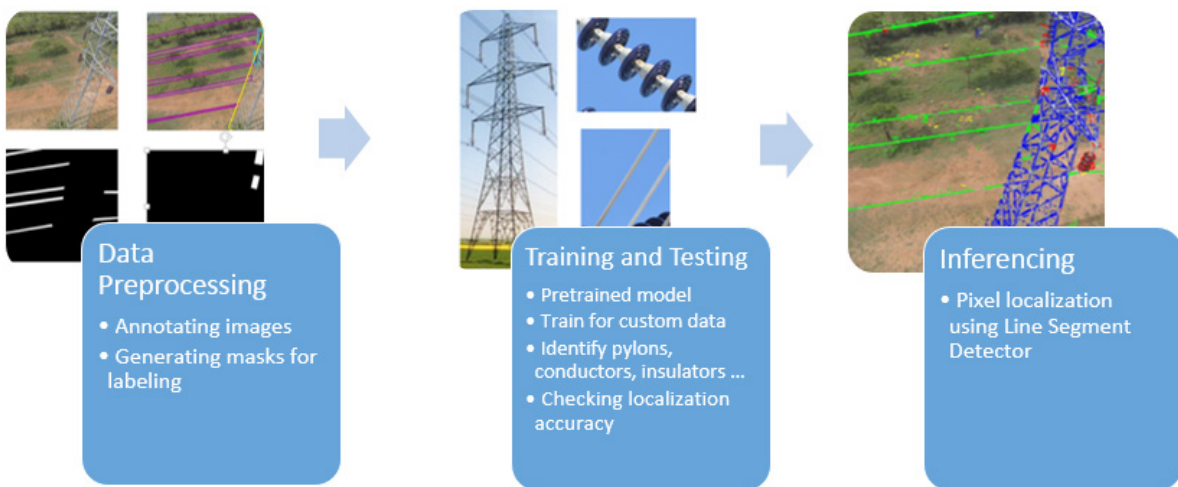 Data
Preprocessing
• Annotating images
• Generating masks for
labeling
Training and Testing
• Pretrained model
• Train for custom data
• Identify pylons,
conductors, insulators ...
• Checking localization
accuracy
Inferencing
• Pixel localization
using Line Segment
Detector